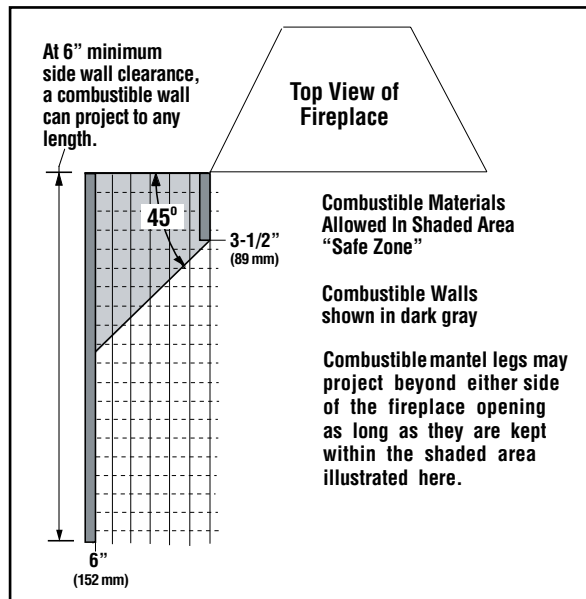 At 6” minimum
side wall clearance,
a combustible wall
can project to any
length.
Top View of
Fireplace
45⁰
3-1/2”
(89 mm)
Combustible Materials
Allowed In Shaded Area
“Safe Zone”
Combustible Walls
shown in dark gray
Combustible mantel legs may
project beyond either side
of the fireplace opening
as long as they are kept
within the shaded area
illustrated here.
6”
(152 mm)